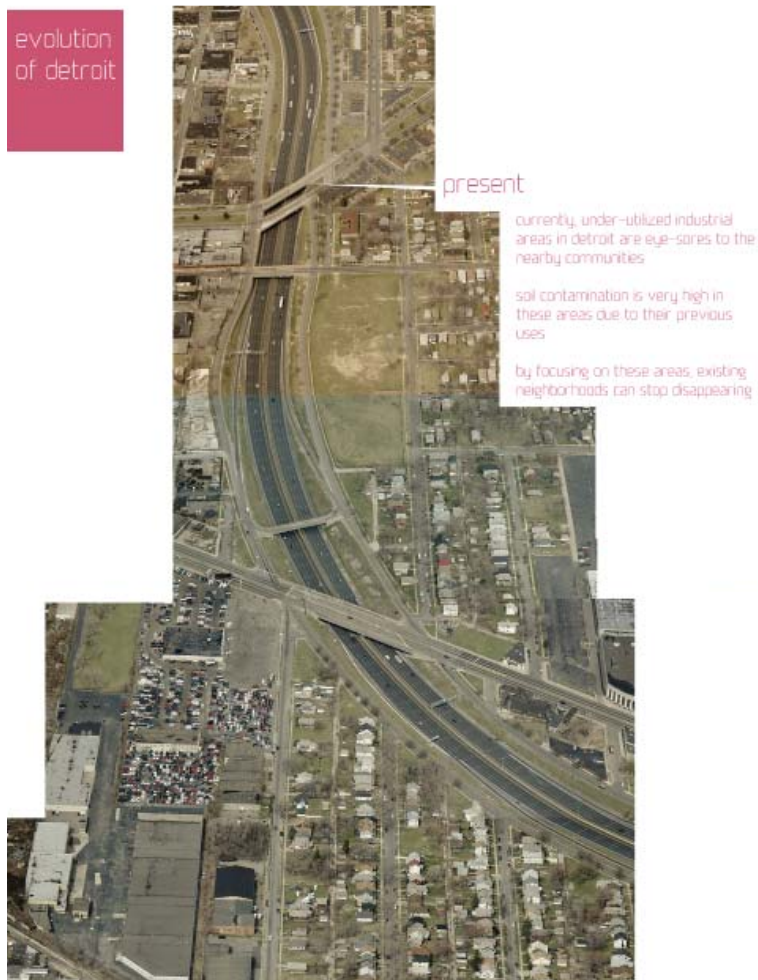 evolution
of detroit
present
currently, under-utilized industrial
areas in detroit are eye-sores to the
nearby communities
soil contamination is very high in
these areas due to their previous
uses
by focusing on these areas, existing
neighborhoods can stop disappearing